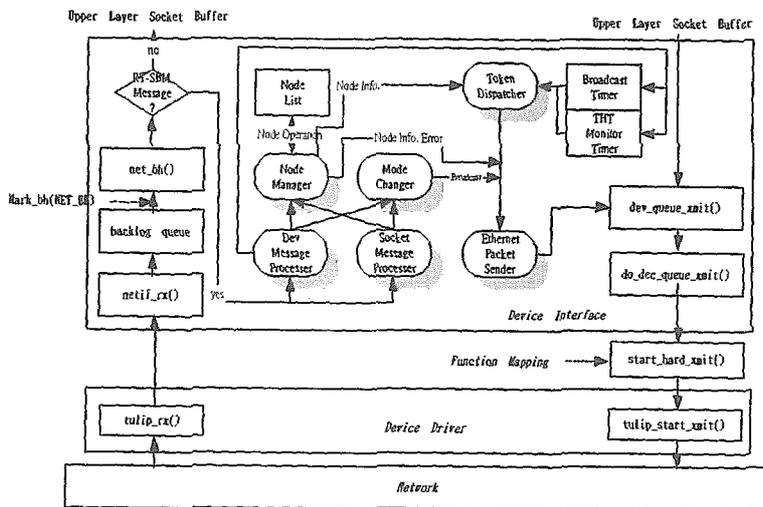 Upper Layer Socket Buffer
Upper Layer Socket Buffer
no
RT-SBM
Message
?
Node
List
Node Info.
Token
Dispatcher
Broadcast
Timer
THT
Monitor
Timer
Node Operation
Node Info. Error
net_bh()
Node
Manager
Mode
Changer
Broadcast
Mark_bh(NET_BH)
dev_queue_xmit()
backlog queue
Dev
Message
Processer
Socket
Message
Processer
Ethernet
Packet
Sender
do_dec_queue_xmit()
netif_rx()
yes
Device Interface
Function Mapping
start_hard_xmit()
tulip_rx()
Device Driver
tulip_start_xmit()
Network